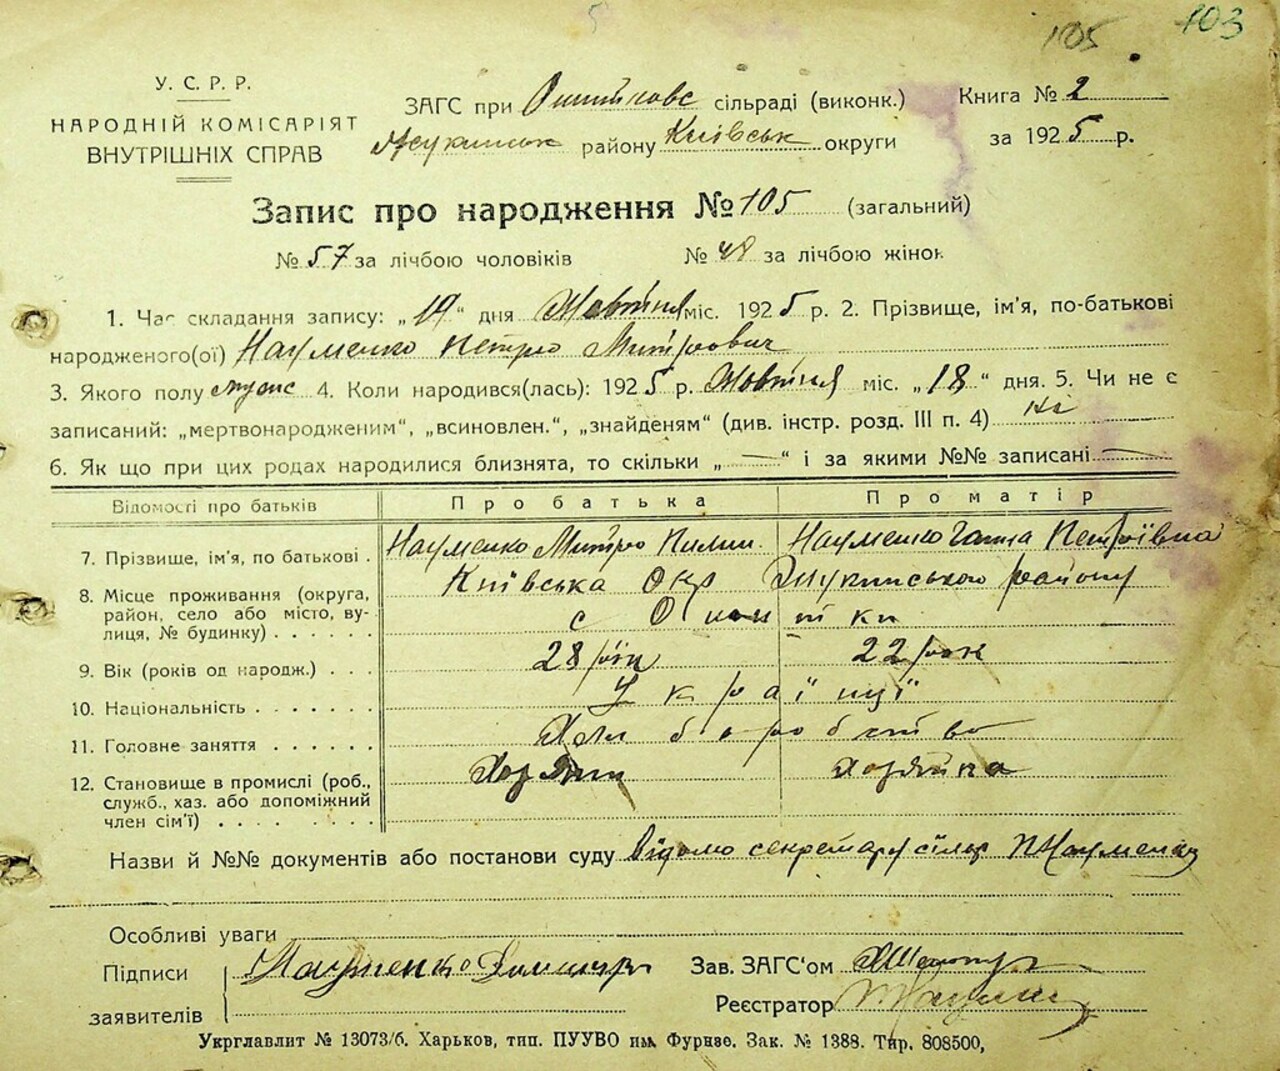 5
105
103
У. С. Р. Р.
НАРОДНІЙ КОМІСАРІЯТ
ВНУТРІШНІХ СПРАВ
ЗАГС при сільраді (виконк.) Книга № 2
району Київськ округи за 1925 р.
Запис про народження № 105 (загальний)
№ 57 за лічбою чоловіків № 48 за лічбою жінок
1. Час складання запису: „19“ дня Жовтня міс. 1925 р. 2. Прізвище, ім'я, по-батькові
народженого(ої) Науменко Петро Митрович
3. Якого полу муж 4. Коли народився(лась): 1925 р. Жовтня міс. „18“ дня. 5. Чи не є
записаний: „мертвонародженим“, „всиновлен.“, „знайденям“ (див. інстр. розд. III п. 4) Ні
6. Як що при цих родах народилися близнята, то скільки „—“ і за якими №№ записані —
Відомості про батьків Про батька Про матір
7. Прізвище, ім'я, по батькові . Науменко Митро Пилип. Науменко Ганна Петріївна
8. Місце проживання (округа, район, село або місто, вулиця, № будинку) . . . . . . Київська Окр району
с
9. Вік (років од народж.) . . . 28 рік 22 рок
10. Національність . . . . . . . Українці
11. Головне заняття . . . . . . Хліборобство
12. Становище в промислі (роб., служб., хаз. або допоміжний член сім'ї) . . . . . . . . Хозяїн Хозяйка
Назви й №№ документів або постанови суду Відомо секретару сільр Науменку
Особливі уваги
Підписи заявителів Науменко Зав. ЗАГС'ом
Реєстратор
Укрглавлит № 13073/б. Харьков, тип. ПУУВО им. Фрунзе. Зак. № 1388. Тир. 808500,